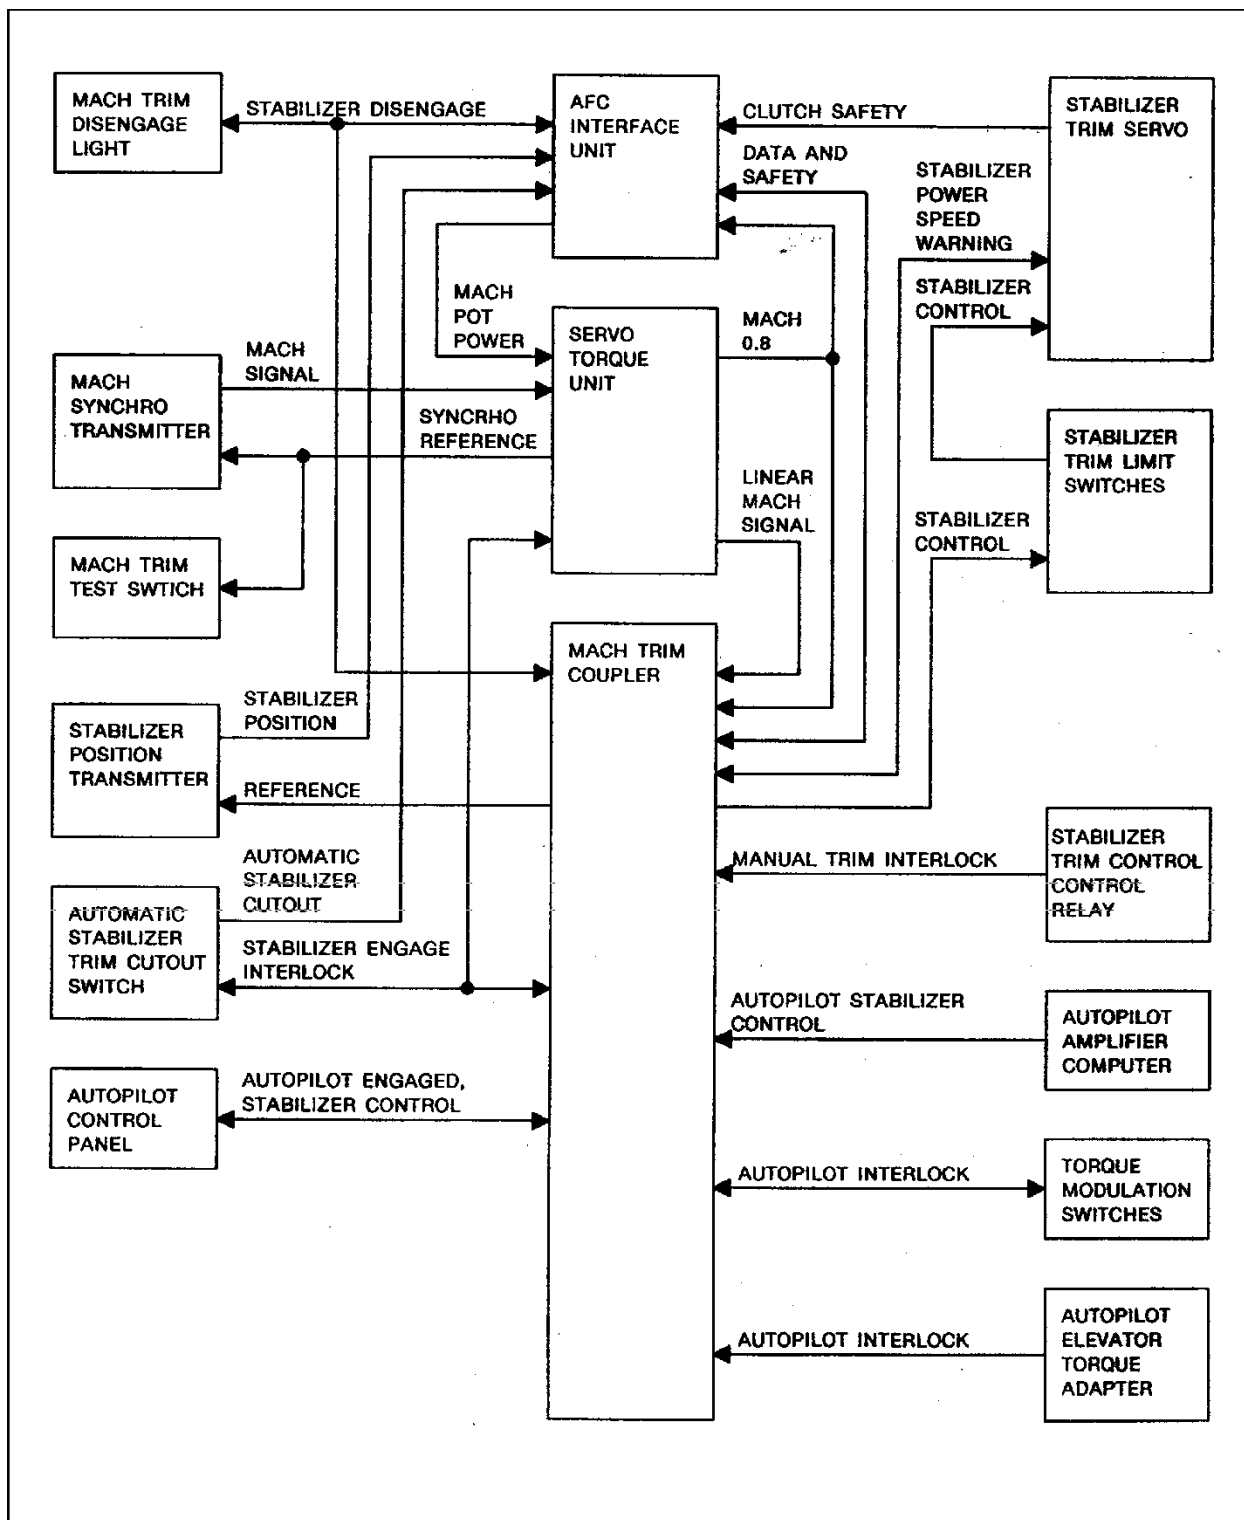 MACH TRIM
DISENGAGE
LIGHT
STABILIZER DISENGAGE
AFC
INTERFACE
UNIT
CLUTCH SAFETY
DATA AND
SAFETY
STABILIZER
TRIM SERVO
STABILIZER
POWER
SPEED
WARNING
STABILIZER
CONTROL
MACH
POT
POWER
SERVO
TORQUE
UNIT
MACH
0.8
MACH
SIGNAL
MACH
SYNCHRO
TRANSMITTER
SYNCRHO
REFERENCE
LINEAR
MACH
SIGNAL
STABILIZER
TRIM LIMIT
SWITCHES
STABILIZER
CONTROL
MACH TRIM
TEST SWTICH
MACH TRIM
COUPLER
STABILIZER
POSITION
STABILIZER
POSITION
TRANSMITTER
REFERENCE
AUTOMATIC
STABILIZER
CUTOUT
MANUAL TRIM INTERLOCK
STABILIZER
TRIM CONTROL
CONTROL
RELAY
AUTOMATIC
STABILIZER
TRIM CUTOUT
SWITCH
STABILIZER ENGAGE
INTERLOCK
AUTOPILOT STABILIZER
CONTROL
AUTOPILOT
AMPLIFIER
COMPUTER
AUTOPILOT
CONTROL
PANEL
AUTOPILOT ENGAGED,
STABILIZER CONTROL
AUTOPILOT INTERLOCK
TORQUE
MODULATION
SWITCHES
AUTOPILOT INTERLOCK
AUTOPILOT
ELEVATOR
TORQUE
ADAPTER